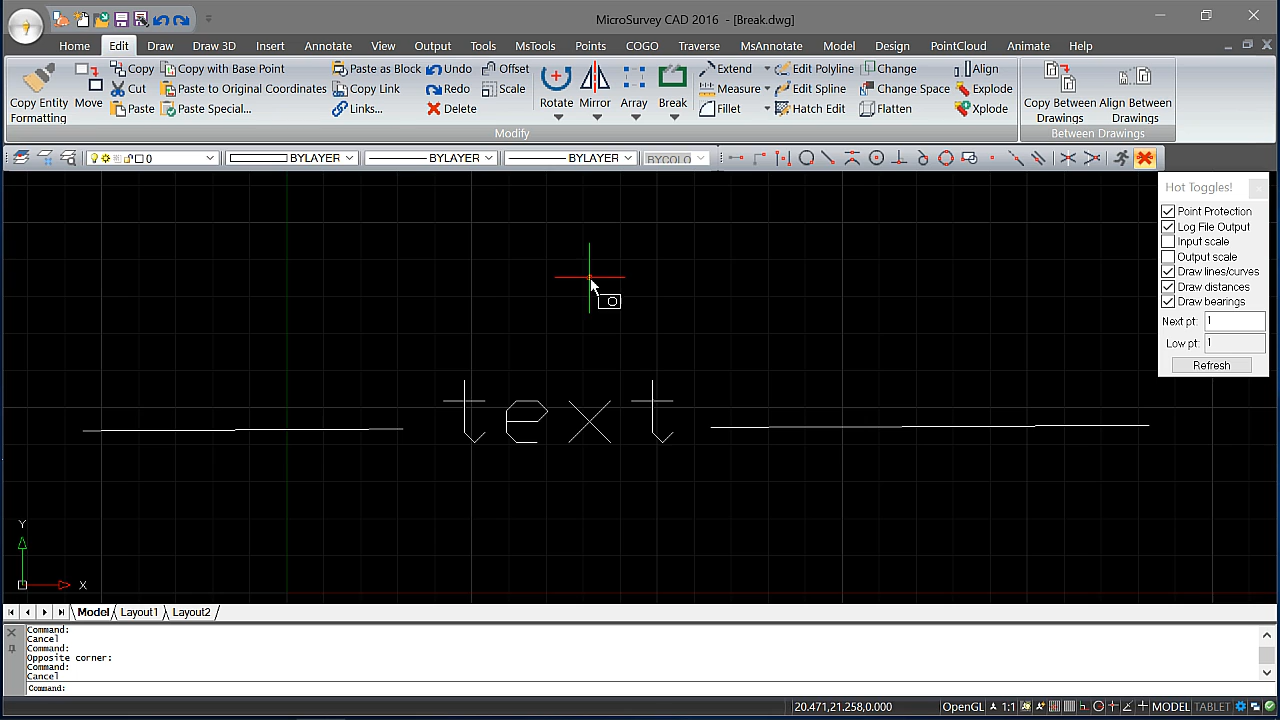 MicroSurvey CAD 2016 - [Break.dwg]
Home Edit Draw Draw 3D Insert Annotate View Output Tools MsTools Points COGO Traverse MsAnnotate Model Design PointCloud Animate Help
Copy Copy with Base Point Paste as Block Undo Offset Extend Edit Polyline Change Align
Cut Paste to Original Coordinates Copy Link Redo Scale Measure Edit Spline Change Space Explode
Paste Paste Special... Links... Delete Fillet Hatch Edit Flatten Xplode
Copy Entity Formatting Move Rotate Mirror Array Break Copy Between Drawings Align Between Drawings
Modify Between Drawings
0 BYLAYER BYLAYER BYLAYER BYCOLO
Hot Toggles!
Point Protection
Log File Output
Input scale
Output scale
Draw lines/curves
Draw distances
Draw bearings
Next pt: 1
Low pt: 1
Refresh
text
Y
X
Model Layout1 Layout2
Command:
Cancel
Command:
Opposite corner:
Command:
Cancel
Command:
20.471,21.258,0.000 OpenGL 1:1 MODEL TABLET